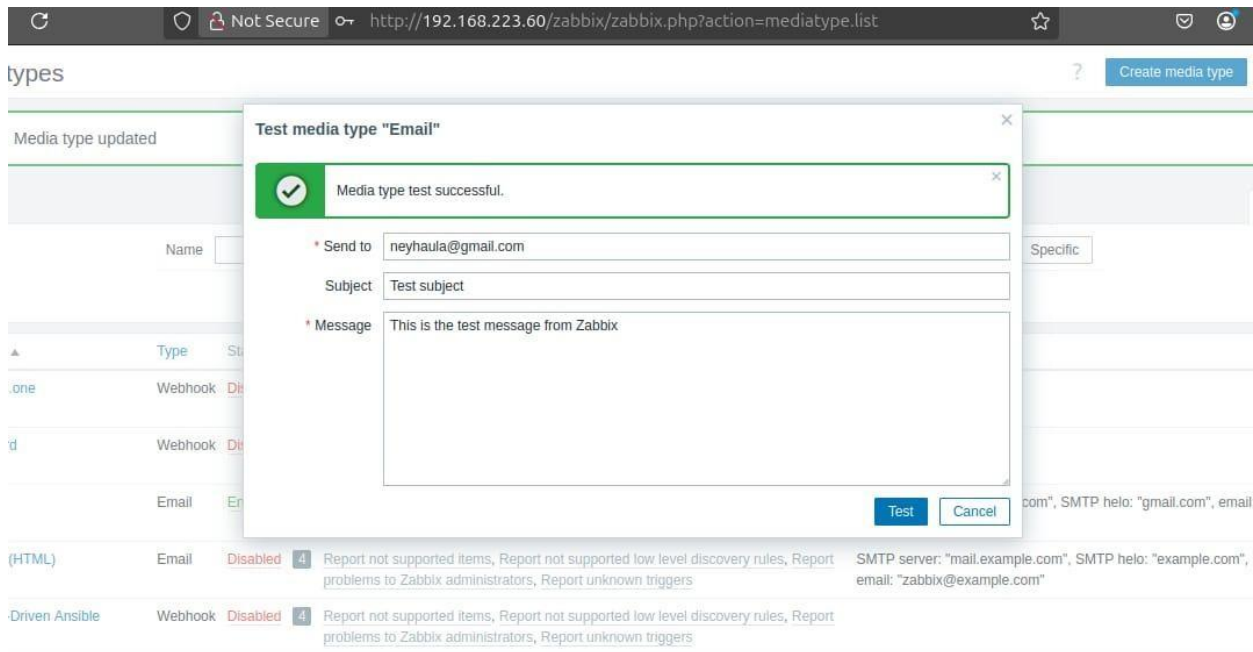 Not Secure http://192.168.223.60/zabbix/zabbix.php?action=mediatype.list
types ? Create media type
Media type updated
Test media type "Email"
Media type test successful.
Name
* Send to neyhaula@gmail.com
Specific
Subject Test subject
* Message This is the test message from Zabbix
Type
.one Webhook
Webhook
Email
Test Cancel
com", SMTP helo: "gmail.com", email
(HTML) Email Disabled 4 Report not supported items, Report not supported low level discovery rules, Report SMTP server: "mail.example.com", SMTP helo: "example.com",
problems to Zabbix administrators, Report unknown triggers email: "zabbix@example.com"
-Driven Ansible Webhook Disabled 4 Report not supported items, Report not supported low level discovery rules, Report
problems to Zabbix administrators, Report unknown triggers